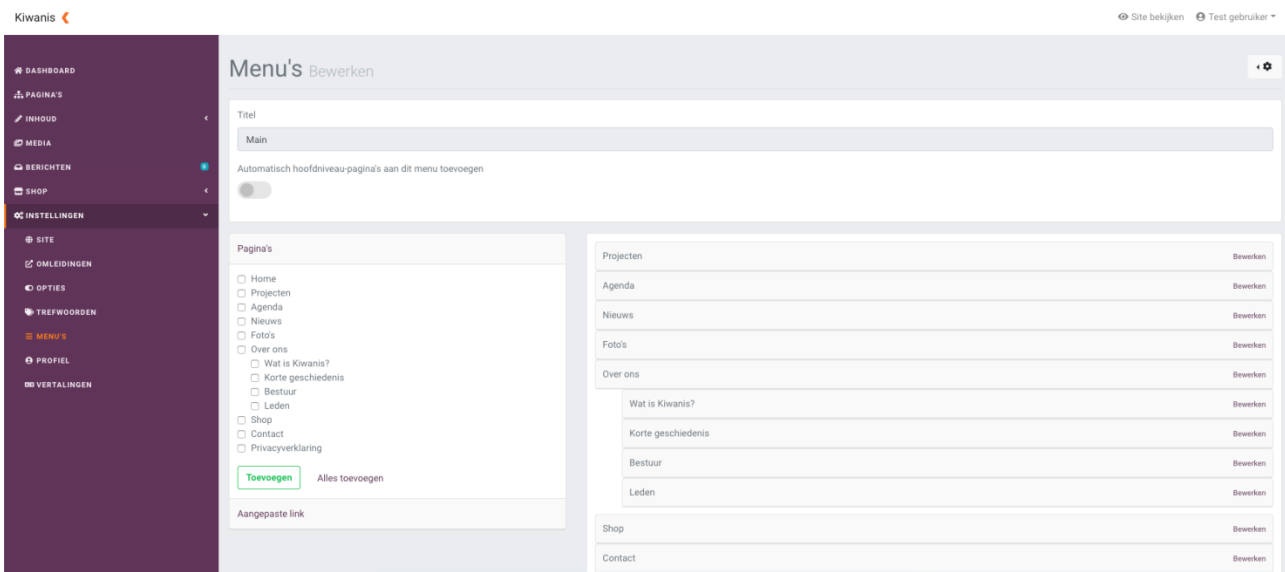 Kiwanis
Site bekijken
Test gebruiker
DASHBOARD
PAGINA'S
INHOUD
MEDIA
BERICHTEN
SHOP
INSTELLINGEN
SITE
OMLEIDINGEN
OPTIES
TREFWOORDEN
MENU'S
PROFIEL
VERTALINGEN
Menu's Bewerken
Titel
Main
Automatisch hoofdniveau-pagina's aan dit menu toevoegen
Pagina's
Home
Projecten
Agenda
Nieuws
Foto's
Over ons
Wat is Kiwanis?
Korte geschiedenis
Bestuur
Leden
Shop
Contact
Privacyverklaring
Toevoegen Alles toevoegen
Aangepaste link
Projecten Bewerken
Agenda Bewerken
Nieuws Bewerken
Foto's Bewerken
Over ons Bewerken
Wat is Kiwanis? Bewerken
Korte geschiedenis Bewerken
Bestuur Bewerken
Leden Bewerken
Shop Bewerken
Contact Bewerken